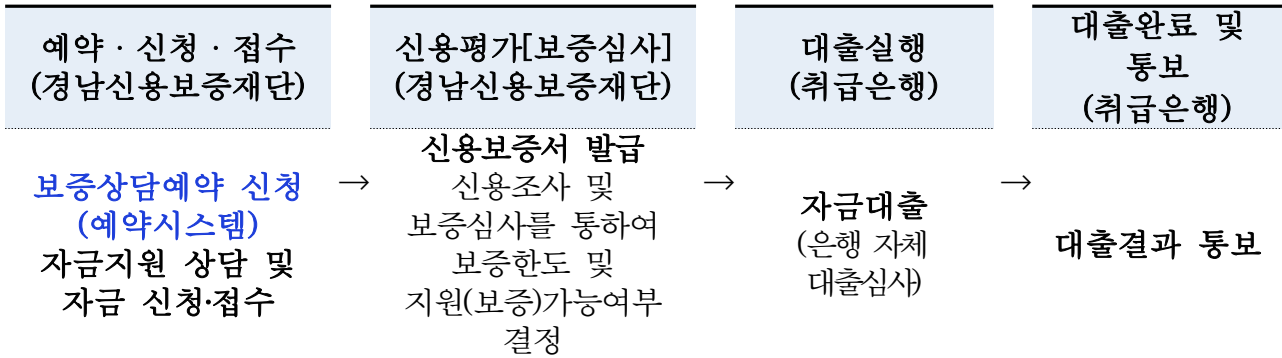 예약 · 신청 · 접수
(경남신용보증재단)
신용평가[보증심사]
(경남신용보증재단)
대출실행
(취급은행)
대출완료 및
통보
(취급은행)
보증상담예약 신청
(예약시스템)
자금지원 상담 및
자금 신청·접수
→
신용보증서 발급
신용조사 및
보증심사를 통하여
보증한도 및
지원(보증)가능여부
결정
→
자금대출
(은행 자체
대출심사)
→
대출결과 통보